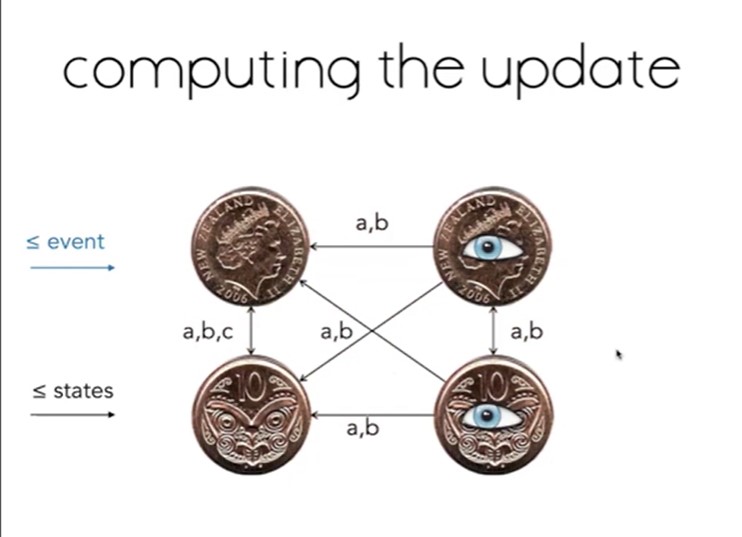 computing the update
≤ event
a,b
NEW ZEALAND ELIZABETH II
2006
NEW ZEALAND ELIZABETH II
2006
a,b,c
a,b
a,b
≤ states
10
10
a,b